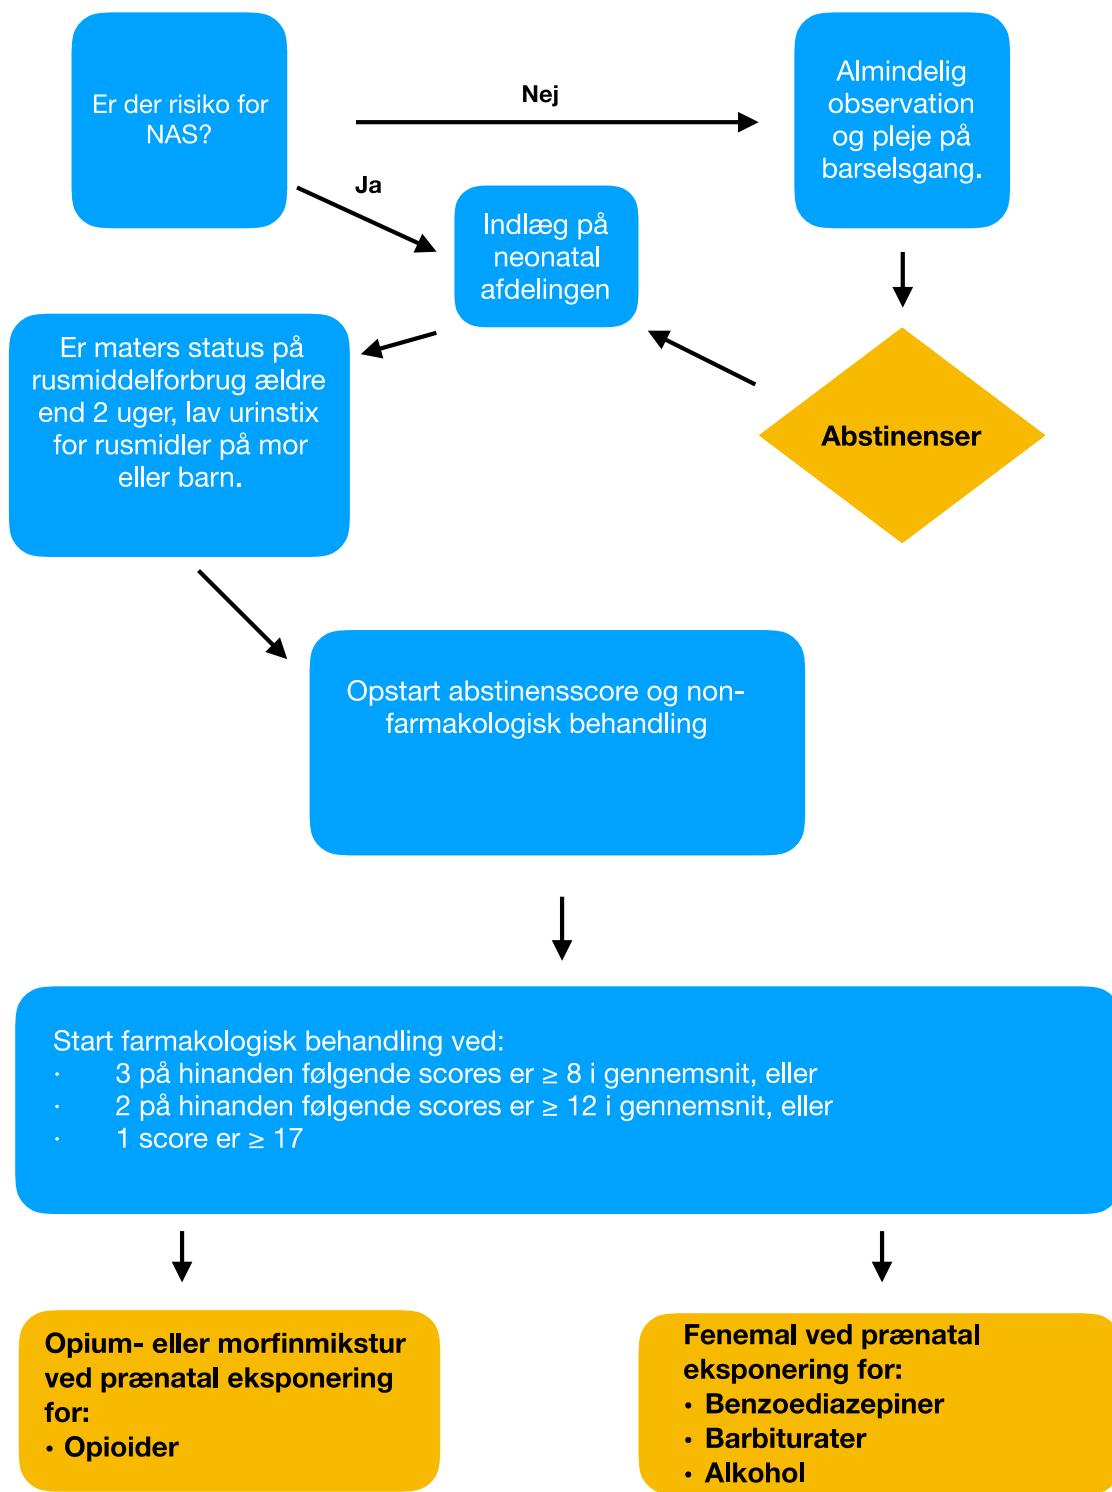 Er der risiko for
NAS?
Nej
Almindelig
observation
og pleje på
barselsgang.
Ja
Indlæg på
neonatal
afdelingen
Er maters status på
rusmiddelforbrug ældre
end 2 uger, lav urinstix
for rusmidler på mor
eller barn.
Abstinenser
Opstart abstinensscore og non-
farmakologisk behandling
Start farmakologisk behandling ved:
· 3 på hinanden følgende scores er ≥ 8 i gennemsnit, eller
· 2 på hinanden følgende scores er ≥ 12 i gennemsnit, eller
· 1 score er ≥ 17
Opium- eller morfinmikstur
ved prænatal eksponering
for:
• Opioider
Fenemal ved prænatal
eksponering for:
• Benzoediazepiner
• Barbiturater
• Alkohol